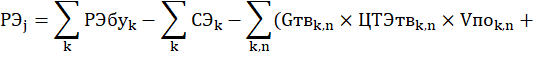 РЭj = ∑k РЭбуk − ∑k СЭk − ∑k,n (Gтвk,n × ЦТЭтвk,n × Vпоk,n +